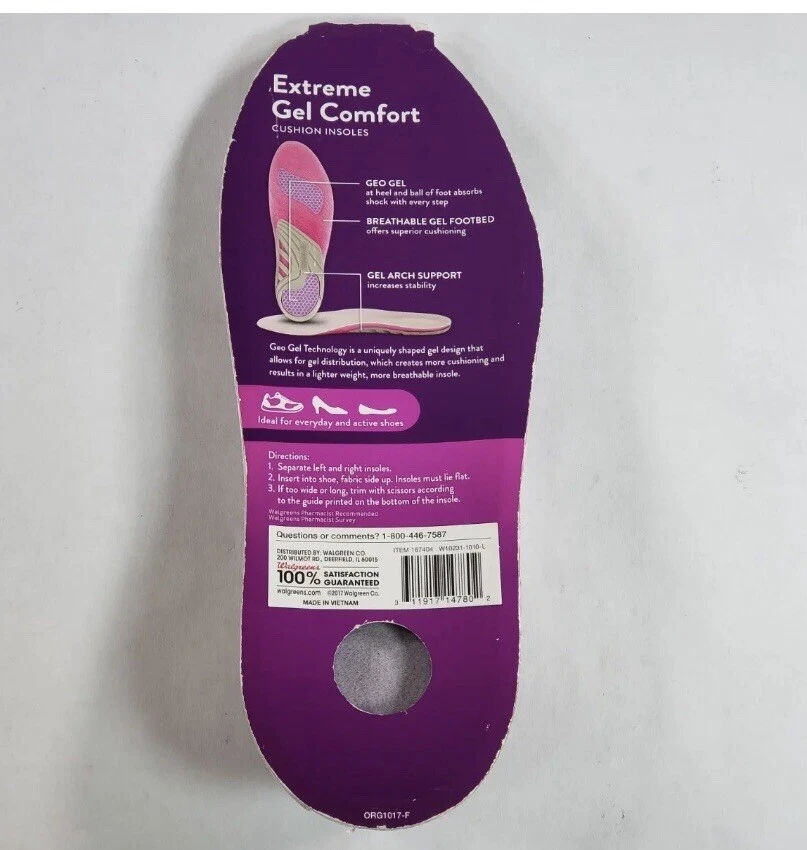 Extreme
Gel Comfort
CUSHION INSOLES
GEO GEL
at heel and ball of foot absorbs
shock with every step
BREATHABLE GEL FOOTBED
offers superior cushioning
GEL ARCH SUPPORT
increases stability
Geo Gel Technology is a uniquely shaped gel design that
allows for gel distribution, which creates more cushioning and
results in a lighter weight, more breathable insole.
Ideal for everyday and active shoes
Directions:
1. Separate left and right insoles.
2. Insert into shoe, fabric side up. Insoles must lie flat.
3. If too wide or long, trim with scissors according
to the guide printed on the bottom of the insole.
Walgreens Pharmacist Recommended
Walgreens Pharmacist Survey
Questions or comments? 1-800-446-7587
DISTRIBUTED BY: WALGREEN CO.
200 WILMOT RD., DEERFIELD, IL 60015
Walgreens
100% SATISFACTION
GUARANTEED
walgreens.com ©2017 Walgreen Co.
MADE IN VIETNAM
ITEM 167404 W10231-1010-L
3 11917 14780 2
ORG1017-F